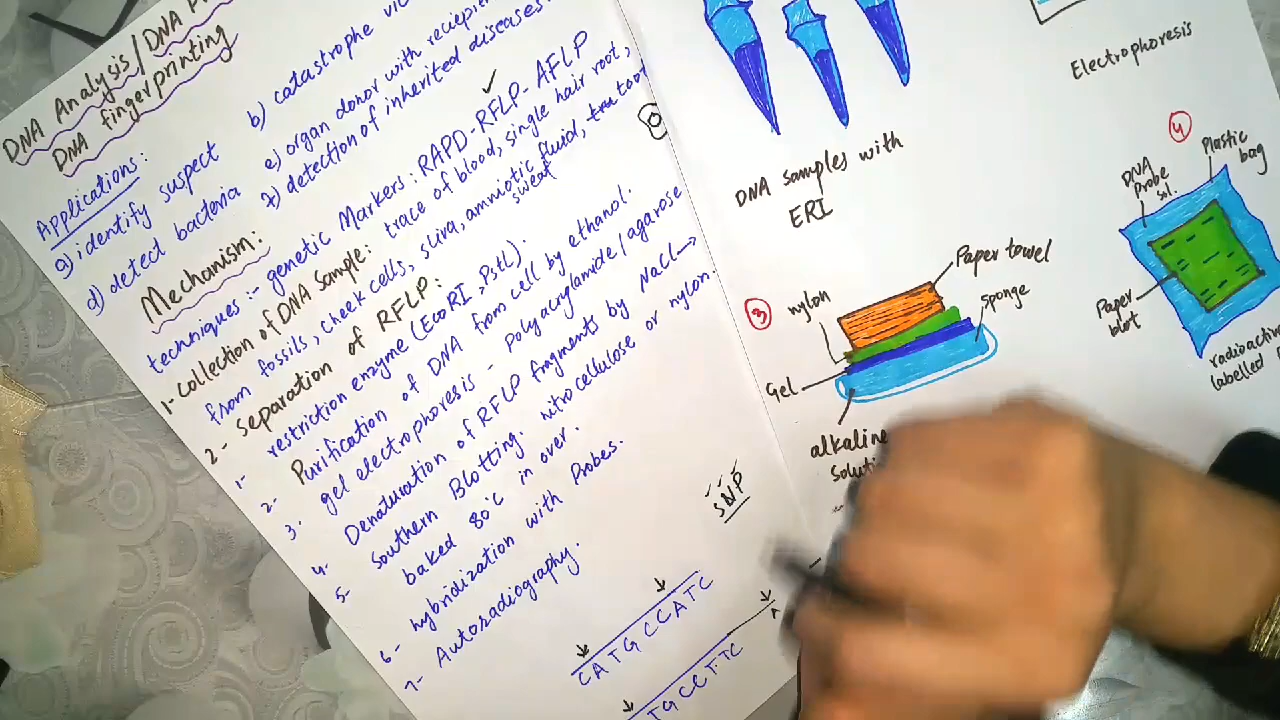 DNA Analysis/DNA
DNA fingerprinting
Applications:
a) identify suspect b) catastrophe
d) detect bacteria e) organ donor with reciepient
f) detection of inherited diseases.
Mechanism:
techniques :- genetic Markers: RAPD-RFLP-AFLP
1- Collection of DNA Sample: trace of blood, single hair root,
from fossils, cheek cells, sliva, amniotic fluid,
sweat
2- Separation of RFLP:
1- restriction enzyme (EcoRI, PstI).
2- Purification of DNA from cell by ethanol.
3- gel electrophoresis - Polyacrylamide/agarose
4- Denaturation of RFLP fragments by NaCl→
5- Southern Blotting. nitrocellulose or nylon.
baked 80°C in over.
6- hybridization with Probes.
7- Autoradiography.
SNP
CATGCCATC
TGCCTTC
A
Electrophoresis
DNA samples with
ERI
3
nylon
Paper towel
sponge
Gel
alkaline
Soluti
4
Plastic
bag
DNA
Probe
sol.
Paper
blot
radioactiv
labelled